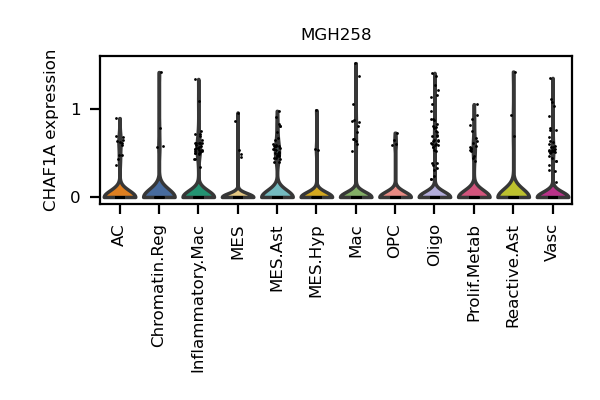 MGH258
CHAF1A expression
1
0
AC
Chromatin.Reg
Inflammatory.Mac
MES
MES.Ast
MES.Hyp
Mac
OPC
Oligo
Prolif.Metab
Reactive.Ast
Vasc